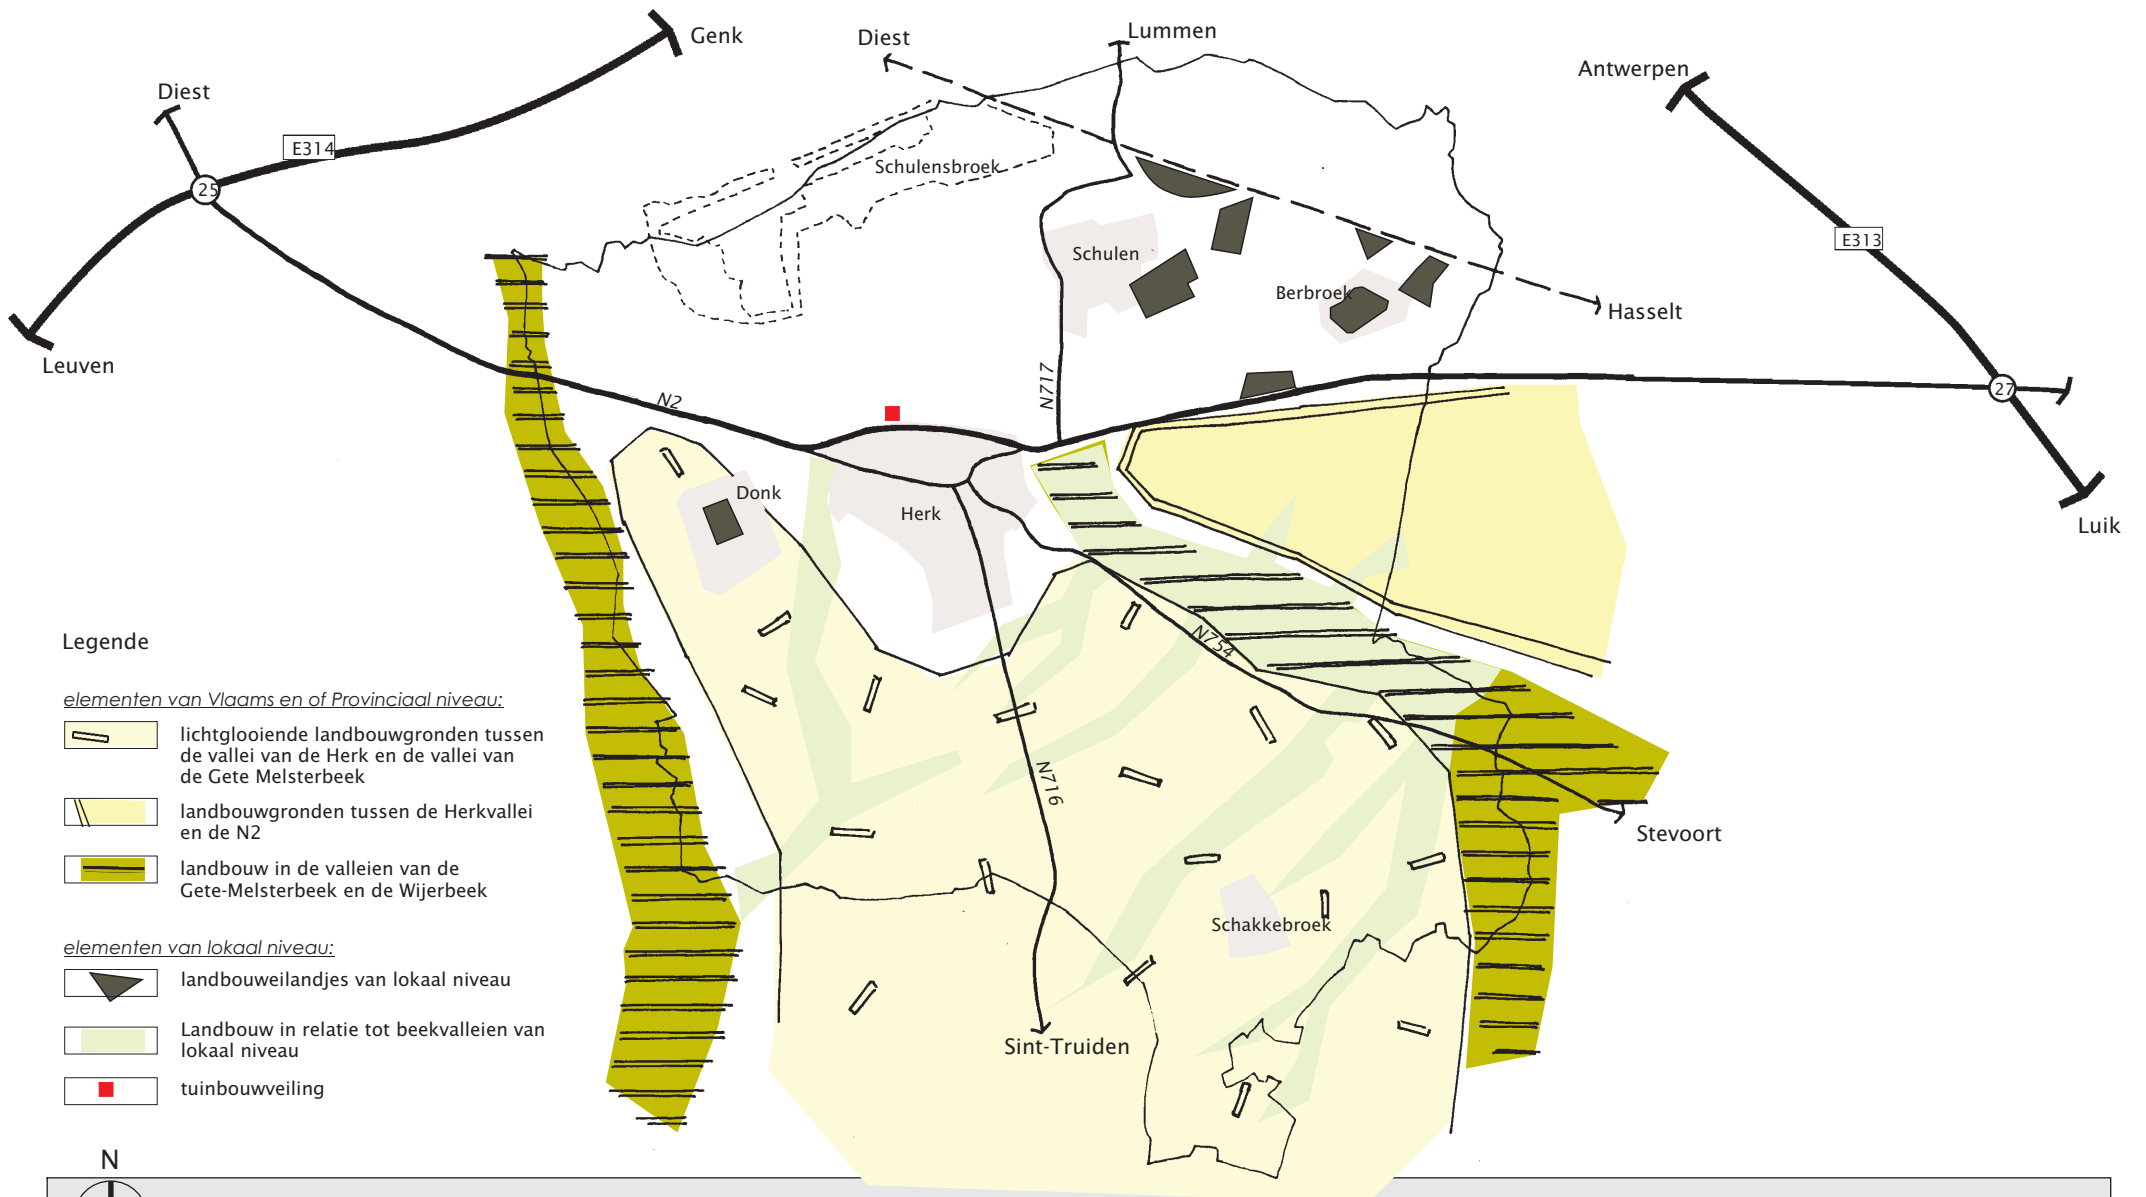 Genk
Diest
Lummen
Antwerpen
Diest
E314
Schulensbroek
25
E313
Schulen
Berbroek
Hasselt
Leuven
N717
N2
27
Donk
Herk
Luik
Legende
N754
elementen van Vlaams en of Provinciaal niveau:
lichtglooiende landbouwgronden tussen
de vallei van de Herk en de vallei van
de Gete Melsterbeek
N716
landbouwgronden tussen de Herkvallei
en de N2
Stevoort
landbouw in de valleien van de
Gete-Melsterbeek en de Wijerbeek
Schakkebroek
elementen van lokaal niveau:
landbouweilandjes van lokaal niveau
Landbouw in relatie tot beekvalleien van
lokaal niveau
Sint-Truiden
tuinbouwveiling
N